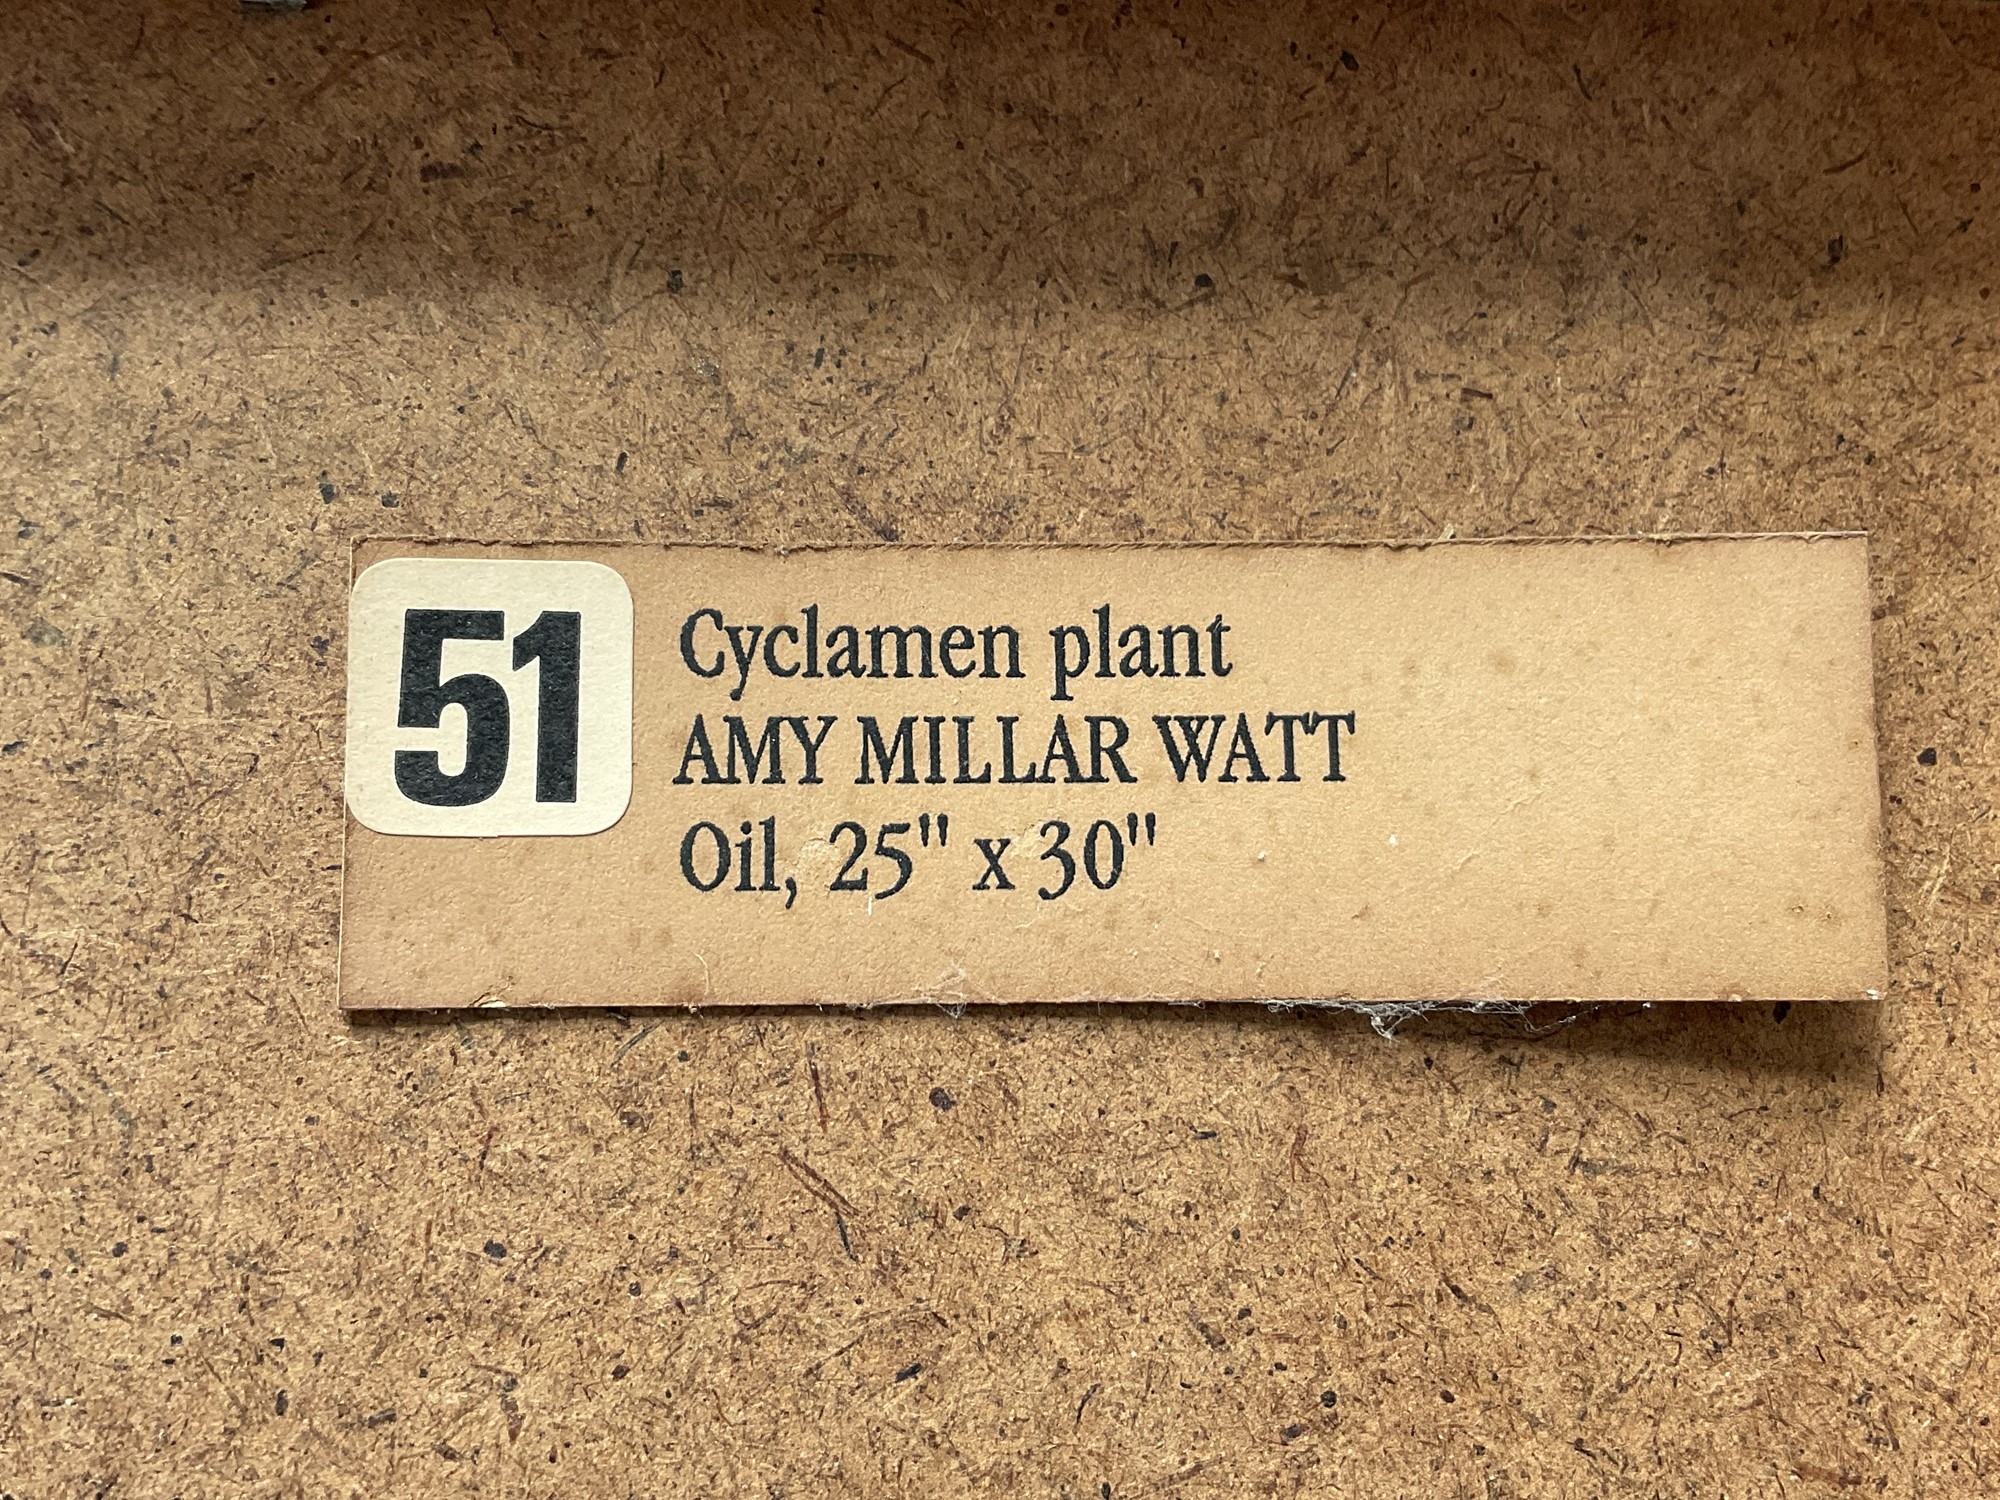 51
Cyclamen plant
AMY MILLAR WATT
Oil, 25" x 30"